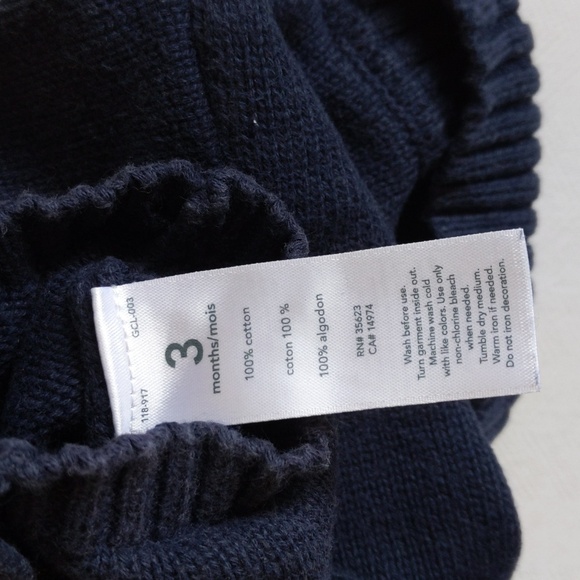 GCL-003
118-917
3
months/mois
100% cotton
coton 100 %
100% algodon
RN# 35623
CA# 14974
Wash before use.
Turn garment inside out.
Machine wash cold
with like colors. Use only
non-chlorine bleach
when needed.
Tumble dry medium.
Warm iron if needed.
Do not iron decoration.